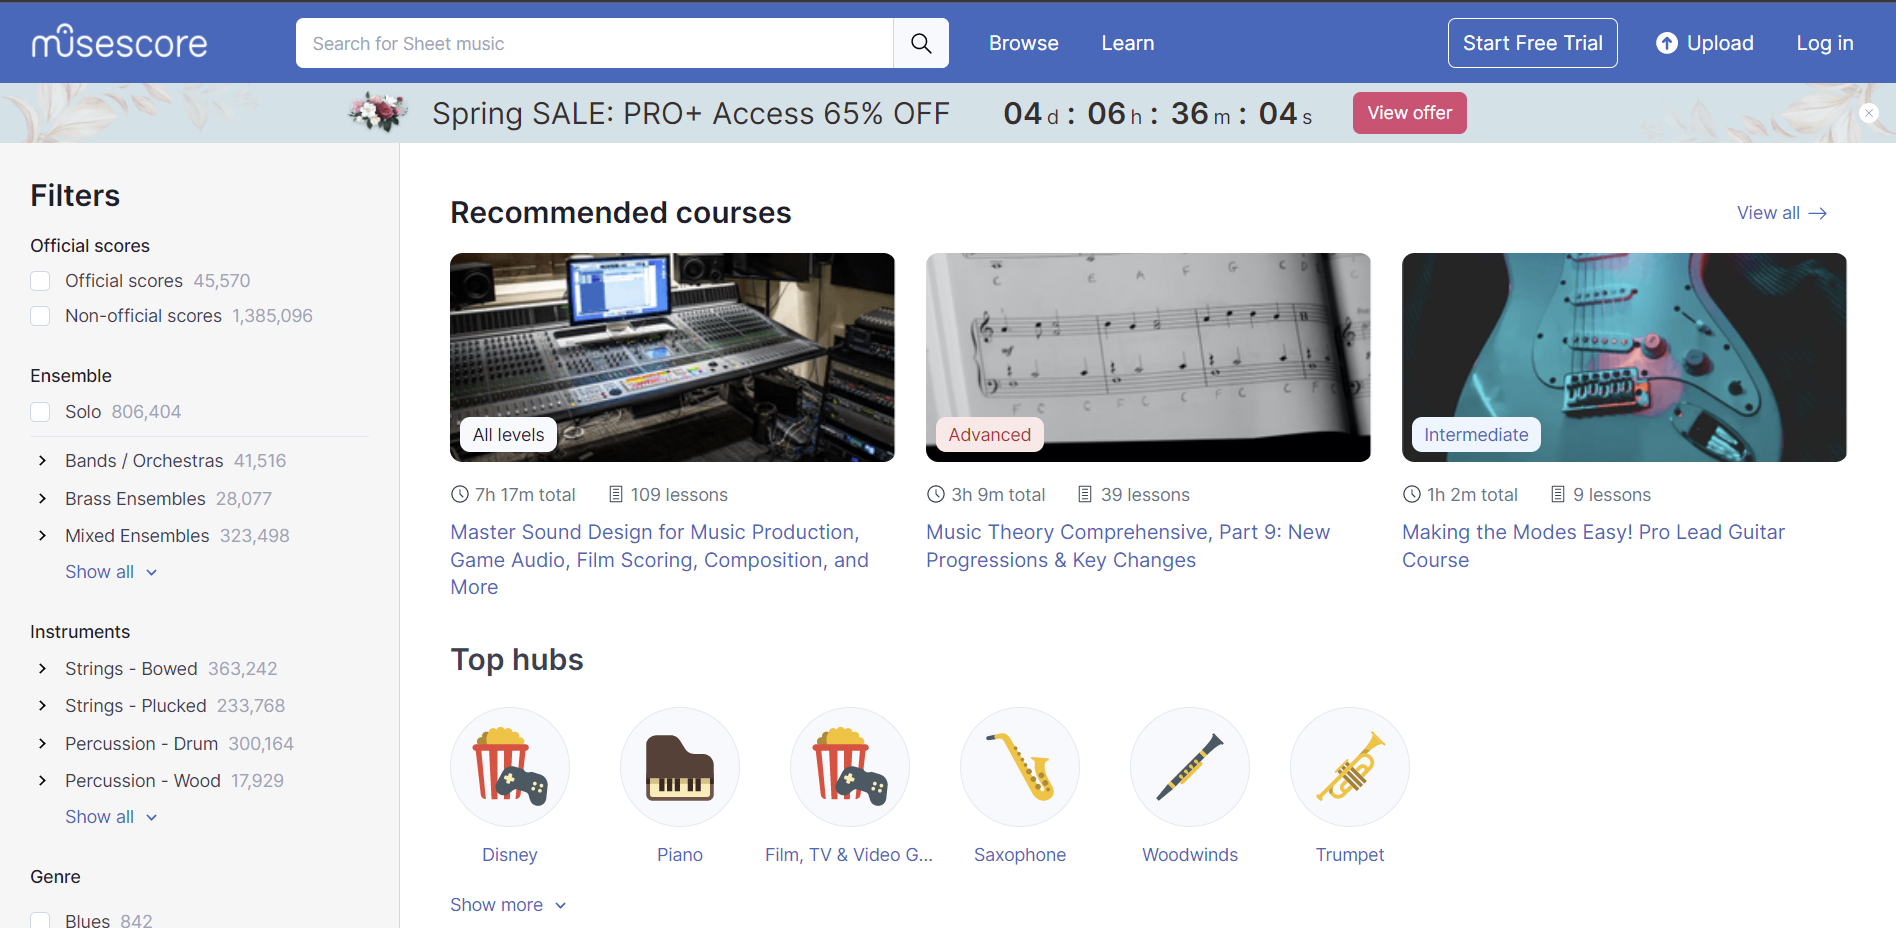 musescore
Search for Sheet music
Browse
Learn
Start Free Trial
Upload
Log in
Spring SALE: PRO+ Access 65% OFF
04 d : 06 h : 36 m : 04 s
View offer
Filters
Official scores
Official scores 45,570
Non-official scores 1,385,096
Ensemble
Solo 806,404
Bands / Orchestras 41,516
Brass Ensembles 28,077
Mixed Ensembles 323,498
Show all
Instruments
Strings - Bowed 363,242
Strings - Plucked 233,768
Percussion - Drum 300,164
Percussion - Wood 17,929
Show all
Genre
Blues 842
Recommended courses
View all
All levels
7h 17m total
109 lessons
Master Sound Design for Music Production,
Game Audio, Film Scoring, Composition, and
More
C E A F G C D
mf
F C C F C C F C
Advanced
3h 9m total
39 lessons
Music Theory Comprehensive, Part 9: New
Progressions & Key Changes
Intermediate
1h 2m total
9 lessons
Making the Modes Easy! Pro Lead Guitar
Course
Top hubs
Disney
Piano
Film, TV & Video G...
Saxophone
Woodwinds
Trumpet
Show more